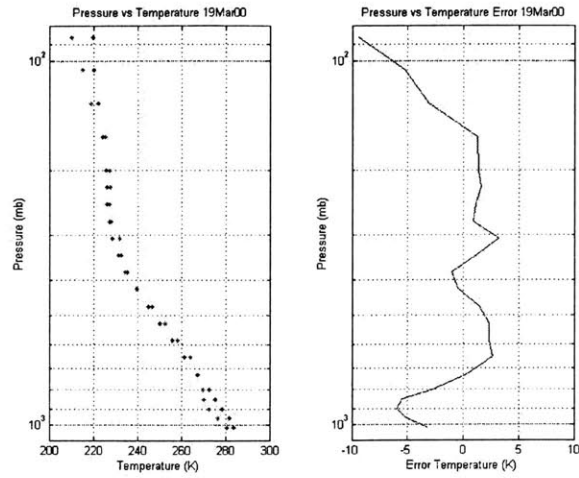 Pressure vs Temperature 19Mar00
10²
Pressure (mb)
10³
200 220 240 260 280 300
Temperature (K)
Pressure vs Temperature Error 19Mar00
10²
Pressure (mb)
10³
-10 -5 0 5 10
Error Temperature (K)